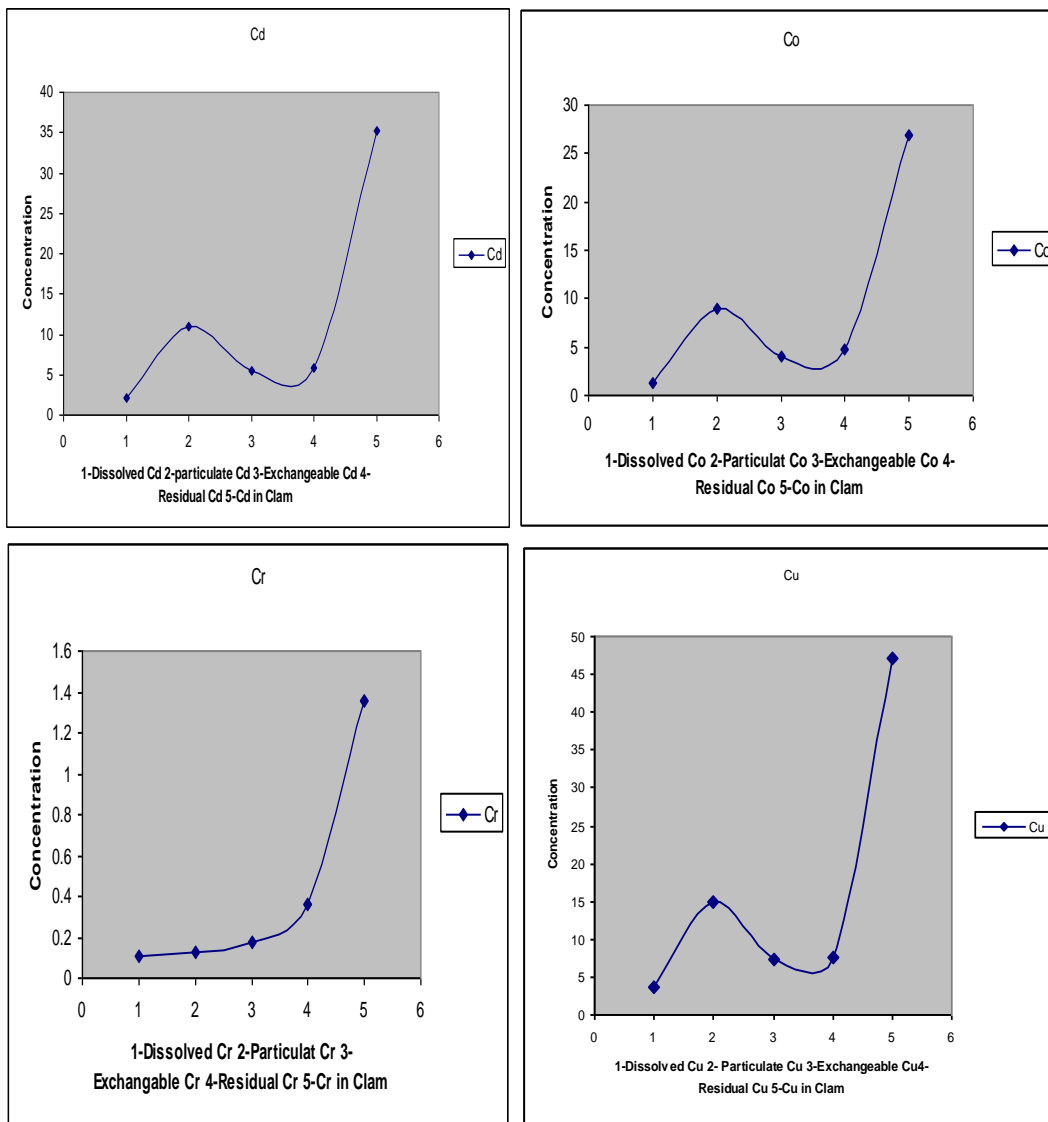 Cd
40
35
30
25
20
15
10
5
0
Concentration
0 1 2 3 4 5 6
Cd
1-Dissolved Cd 2-particulate Cd 3-Exchangeable Cd 4-
Residual Cd 5-Cd in Clam
Co
30
25
20
15
10
5
0
Concentration
0 1 2 3 4 5 6
Co
1-Dissolved Co 2-Particulat Co 3-Exchangeable Co 4-
Residual Co 5-Co in Clam
Cr
1.6
1.4
1.2
1
0.8
0.6
0.4
0.2
0
Concentration
0 1 2 3 4 5 6
Cr
1-Dissolved Cr 2-Particulat Cr 3-
Exchangable Cr 4-Residual Cr 5-Cr in Clam
Cu
50
45
40
35
30
25
20
15
10
5
0
Concentration
0 1 2 3 4 5 6
Cu
1-Dissolved Cu 2- Particulate Cu 3-Exchangeable Cu4-
Residual Cu 5-Cu in Clam